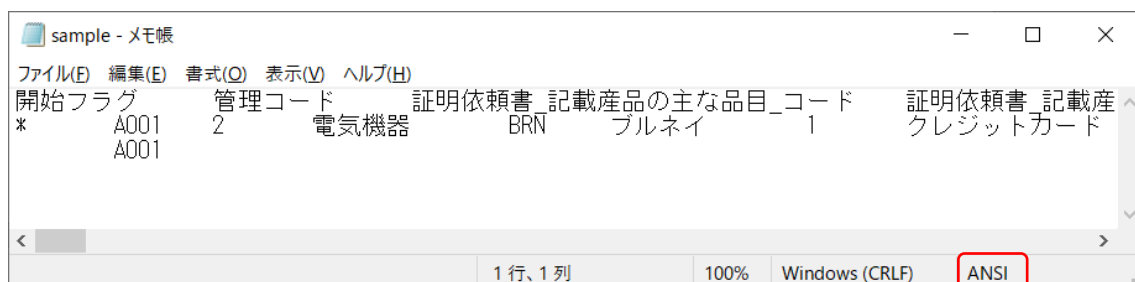 sample - メモ帳
ファイル(F) 編集(E) 書式(O) 表示(V) ヘルプ(H)
開始フラグ 管理コード 証明依頼書_記載産品の主な品目_コード 証明依頼書_記載産
* A001 2 電気機器 BRN ブルネイ 1 クレジットカード
A001
1 行、1 列 100% Windows (CRLF) ANSI